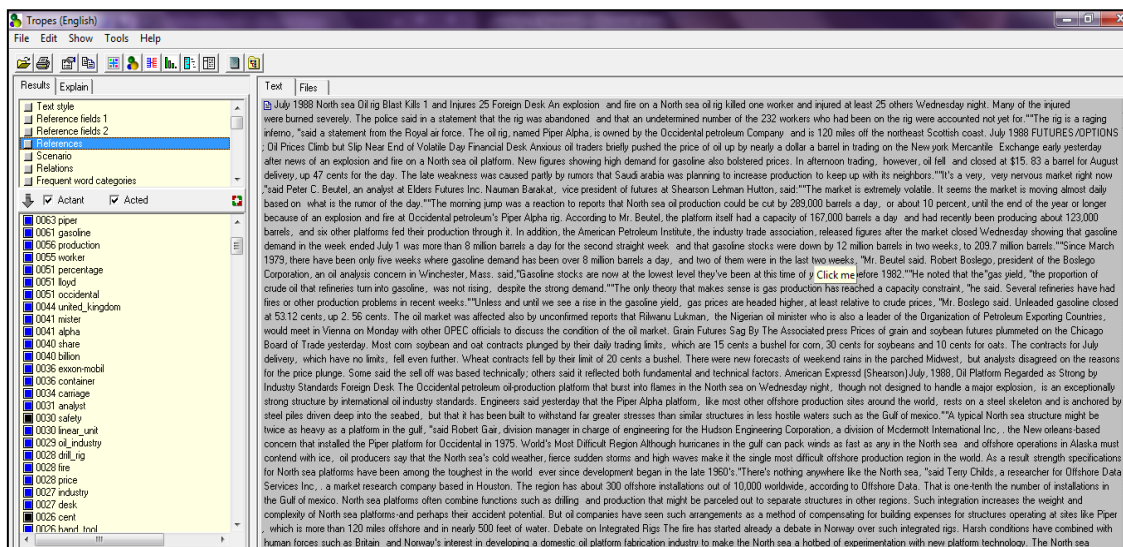 Tropes (English)
File Edit Show Tools Help
Results Explain
Text style
Reference fields 1
Reference fields 2
References
Scenario
Relations
Frequent word categories
Actant Acted
0063 piper
0061 gasoline
0056 production
0055 worker
0051 percentage
0051 lloyd
0051 occidental
0044 united_kingdom
0041 mister
0041 alpha
0040 share
0040 billion
0036 exxon-mobil
0036 container
0034 carriage
0031 analyst
0030 safety
0030 linear_unit
0029 oil_industry
0028 drill_rig
0028 fire
0028 price
0027 industry
0027 desk
0026 cent
0026 hand_tool
Text Files
July 1988 North sea Oil rig Blast Kills 1 and Injures 25 Foreign Desk An explosion and fire on a North sea oil rig killed one worker and injured at least 25 others Wednesday night. Many of the injured
were burned severely. The police said in a statement that the rig was abandoned and that an undetermined number of the 232 workers who had been on the rig were accounted not yet for.""The rig is a raging
inferno, "said a statement from the Royal air force. The oil rig, named Piper Alpha, is owned by the Occidental petroleum Company and is 120 miles off the northeast Scottish coast. July 1988 FUTURES/OPTIONS
; Oil Prices Climb but Slip Near End of Volatile Day Financial Desk Anxious oil traders briefly pushed the price of oil up by nearly a dollar a barrel in trading on the new york Mercantile Exchange early yesterday
after news of an explosion and fire on a North sea oil platform. New figures showing high demand for gasoline also bolstered prices. In afternoon trading, however, oil fell and closed at $15. 83 a barrel for August
delivery, up 47 cents for the day. The late weakness was caused partly by rumors that Saudi arabia was planning to increase production to keep up with its neighbors.""It's a very, very nervous market right now
,"said Peter C. Beutel, an analyst at Elders Futures Inc. Nauman Barakat, vice president of futures at Shearson Lehman Hutton, said:""The market is extremely volatile. It seems the market is moving almost daily
based on what is the rumor of the day.""The morning jump was a reaction to reports that North sea oil production could be cut by 289,000 barrels a day, or about 10 percent, until the end of the year or longer
because of an explosion and fire at Occidental petroleum's Piper Alpha rig. According to Mr. Beutel, the platform itself had a capacity of 167,000 barrels a day and had recently been producing about 123,000
barrels, and six other platforms fed their production through it. In addition, the American Petroleum Institute, the industry trade association, released figures after the market closed Wednesday showing that gasoline
demand in the week ended July 1 was more than 8 million barrels a day for the second straight week and that gasoline stocks were down by 12 million barrels in two weeks, to 209.7 million barrels.""Since March
1979, there have been only five weeks where gasoline demand has been over 8 million barrels a day, and two of them were in the last two weeks, "Mr. Beutel said. Robert Boslego, president of the Boslego
Corporation, an oil analysis concern in Winchester, Mass. said,"Gasoline stocks are now at the lowest level they've been at this time of y Click me efore 1982.""He noted that the"gas yield, "the proportion of
crude oil that refineries turn into gasoline, was not rising, despite the strong demand.""The only theory that makes sense is gas production has reached a capacity constraint, "he said. Several refineries have had
fires or other production problems in recent weeks.""Unless and until we see a rise in the gasoline yield, gas prices are headed higher, at least relative to crude prices, "Mr. Boslego said. Unleaded gasoline closed
at 53.12 cents, up 2. 56 cents. The oil market was affected also by unconfirmed reports that Rilwanu Lukman, the Nigerian oil minister who is also a leader of the Organization of Petroleum Exporting Countries,
would meet in Vienna on Monday with other OPEC officials to discuss the condition of the oil market. Grain Futures Sag By The Associated press Prices of grain and soybean futures plummeted on the Chicago
Board of Trade yesterday. Most corn soybean and oat contracts plunged by their daily trading limits, which are 15 cents a bushel for corn, 30 cents for soybeans and 10 cents for oats. The contracts for July
delivery, which have no limits, fell even further. Wheat contracts fell by their limit of 20 cents a bushel. There were new forecasts of weekend rains in the parched Midwest, but analysts disagreed on the reasons
for the price plunge. Some said the sell off was based technically; others said it reflected both fundamental and technical factors. American Expressd (Shearson)July, 1988, Oil Platform Regarded as Strong by
Industry Standards Foreign Desk The Occidental petroleum oil-production platform that burst into flames in the North sea on Wednesday night, though not designed to handle a major explosion, is an exceptionally
strong structure by international oil industry standards. Engineers said yesterday that the Piper Alpha platform, like most other offshore production sites around the world, rests on a steel skeleton and is anchored by
steel piles driven deep into the seabed, but that it has been built to withstand far greater stresses than similar structures in less hostile waters such as the Gulf of mexico.""A typical North sea structure might be
twice as heavy as a platform in the gulf, "said Robert Gair, division manager in charge of engineering for the Hudson Engineering Corporation, a division of Mcdermott International Inc, . the New orleans-based
concern that installed the Piper platform for Occidental in 1975. World's Most Difficult Region Although hurricanes in the gulf can pack winds as fast as any in the North sea and offshore operations in Alaska must
contend with ice, oil producers say that the North sea's cold weather, fierce sudden storms and high waves make it the single most difficult offshore production region in the world. As a result strength specifications
for North sea platforms have been among the toughest in the world ever since development began in the late 1960's."There's nothing anywhere like the North sea, "said Terry Childs, a researcher for Offshore Data
Services Inc, . a market research company based in Houston. The region has about 300 offshore installations out of 10,000 worldwide, according to Offshore Data. That is one-tenth the number of installations in
the Gulf of mexico. North sea platforms often combine functions such as drilling and production that might be parceled out to separate structures in other regions. Such integration increases the weight and
complexity of North sea platforms-and perhaps their accident potential. But oil companies have seen such arrangements as a method of compensating for building expenses for structures operating at sites like Piper
, which is more than 120 miles offshore and in nearly 500 feet of water. Debate on Integrated Rigs The fire has started already a debate in Norway over such integrated rigs. Harsh conditions have combined with
human forces such as Britain and Norway's interest in developing a domestic oil platform fabrication industry to make the North sea a hotbed of experimentation with new platform technology. The North sea